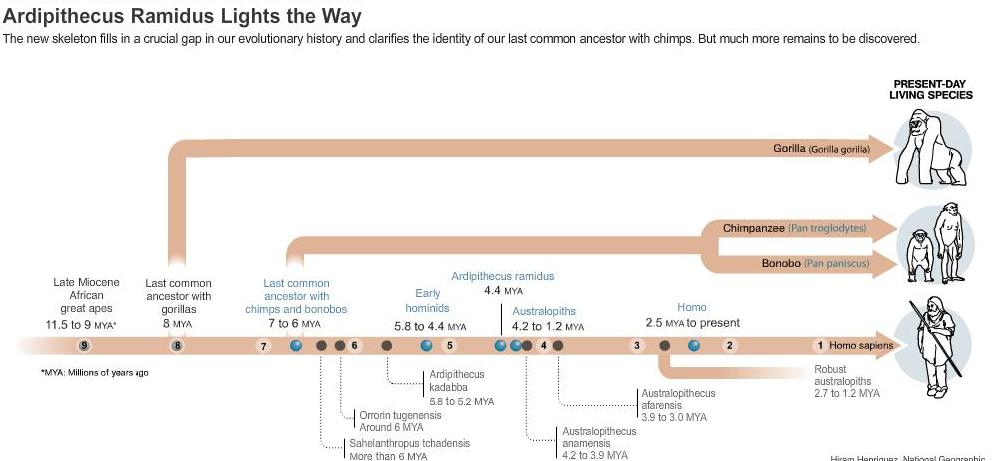 Ardipithecus Ramidus Lights the Way
The new skeleton fills in a crucial gap in our evolutionary history and clarifies the identity of our last common ancestor with chimps. But much more remains to be discovered.
PRESENT-DAY
LIVING SPECIES
Gorilla (Gorilla gorilla)
Chimpanzee (Pan troglodytes)
Bonobo (Pan paniscus)
Late Miocene
African
great apes
11.5 to 9 MYA*
Last common
ancestor with
gorillas
8 MYA
Last common
ancestor with
chimps and bonobos
7 to 6 MYA
Early
hominids
5.8 to 4.4 MYA
Ardipithecus ramidus
4.4 MYA
Australopiths
4.2 to 1.2 MYA
Homo
2.5 MYA to present
9 8 7 6 5 4 3 2 1 Homo sapiens
*MYA: Millions of years ago
Ardipithecus
kadabba
5.8 to 5.2 MYA
Orrorin tugenensis
Around 6 MYA
Sahelanthropus tchadensis
More than 6 MYA
Australopithecus
afarensis
3.9 to 3.0 MYA
Australopithecus
anamensis
4.2 to 3.9 MYA
Robust
australopiths
2.7 to 1.2 MYA
Hiram Henriquez, National Geographic